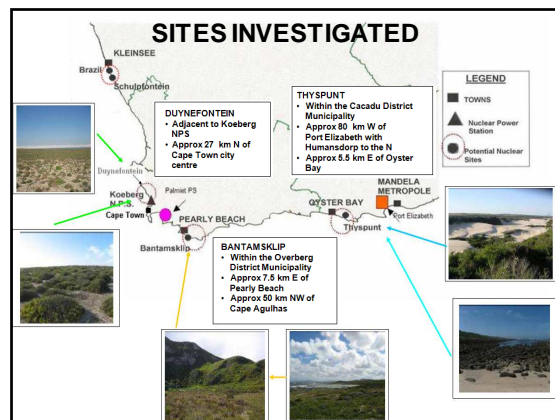 SITES INVESTIGATED
KLEINSEE
Brazil
Schulpfontein
DUYNEFONTEIN
• Adjacent to Koeberg
NPS
• Approx 27 km N of
Cape Town city
centre
THYSPUNT
• Within the Cacadu District
Municipality
• Approx 80 km W of
Port Elizabeth with
Humansdorp to the N
• Approx 5.5 km E of Oyster
Bay
LEGEND
TOWNS
Nuclear Power
Station
Potential Nuclear
Sites
Duynefontein
Koeberg
N.P.S.
Cape Town
Palmiet PS
PEARLY BEACH
Bantamsklip
OYSTER BAY
Thyspunt
MANDELA
METROPOLE
Port Elizabeth
BANTAMSKLIP
• Within the Overberg
District Municipality
• Approx 7.5 km E of
Pearly Beach
• Approx 50 km NW of
Cape Agulhas